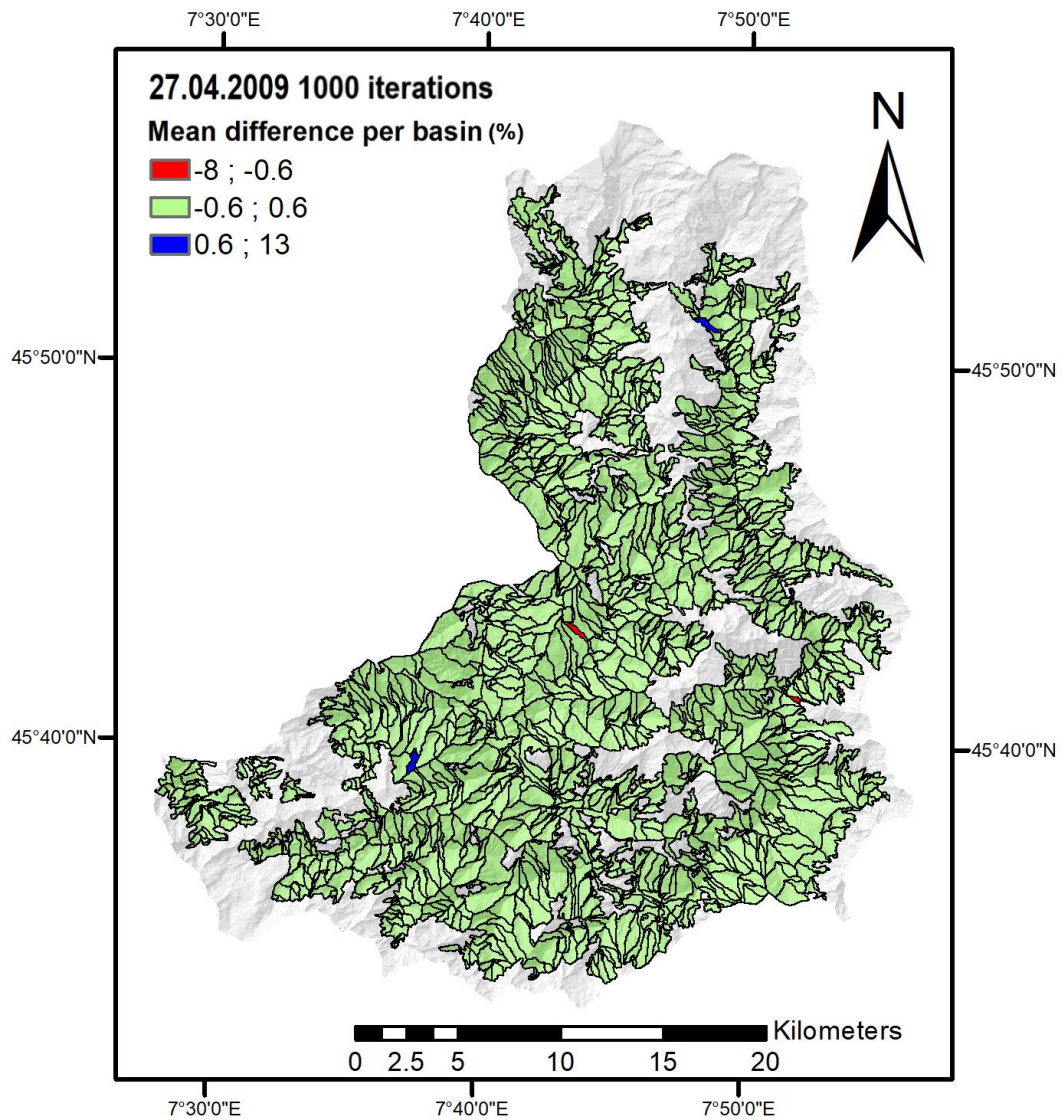 7°30'0"E 7°40'0"E 7°50'0"E
27.04.2009 1000 iterations
Mean difference per basin (%)
-8 ; -0.6
-0.6 ; 0.6
0.6 ; 13
N
45°50'0"N 45°50'0"N
45°40'0"N 45°40'0"N
Kilometers
0 2.5 5 10 15 20
7°30'0"E 7°40'0"E 7°50'0"E